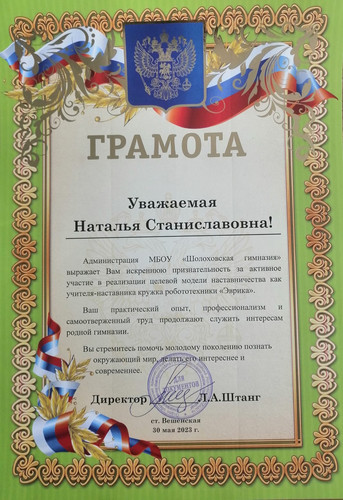 ГРАМОТА
Уважаемая
Наталья Станиславовна!
Администрация МБОУ «Шолоховская гимназия»
выражает Вам искреннюю признательность за активное
участие в реализации целевой модели наставничества как
учителя-наставника кружка робототехники «Эврика».
Ваш практический опыт, профессионализм и
самоотверженный труд продолжают служить интересам
родной гимназии.
Вы стремитесь помочь молодому поколению познать
окружающий мир, делать его интереснее и
современнее.
ДЛЯ
ДОКУМЕНТОВ
Директор Л.А.Штанг
ст. Вешенская
30 мая 2023 г.